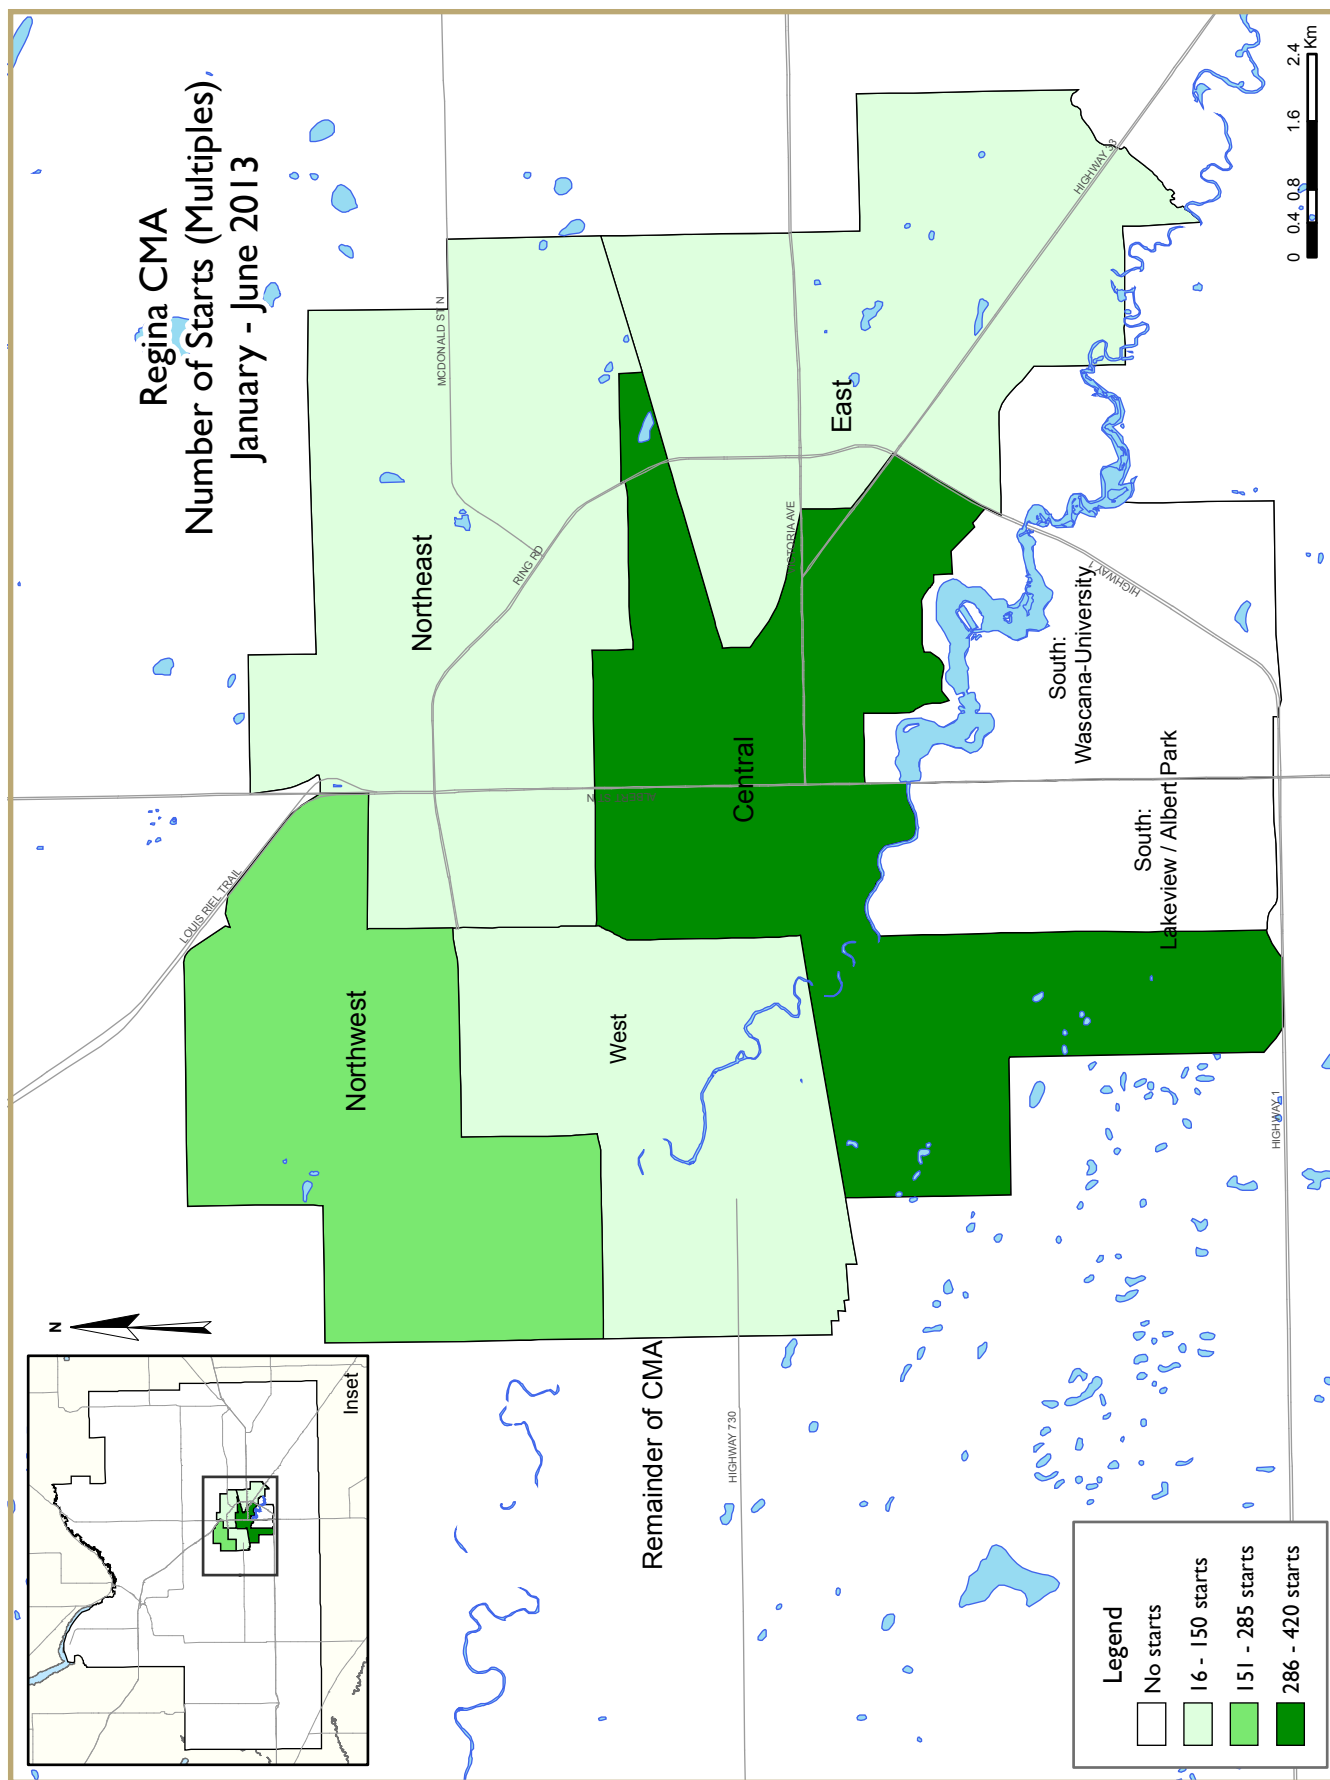 Regina CMA
Number of Starts (Multiples)
January - June 2013
N
Inset
LOUIS RIEL TRAIL
MCDONALD ST N
RING RD
Northeast
Northwest
West
Central
East
HIGHWAY 33
South:
Wascana-University
HIGHWAY 1
South:
Lakeview / Albert Park
HIGHWAY 1
Remainder of CMA
HIGHWAY 730
Legend
No starts
16 - 150 starts
151 - 285 starts
286 - 420 starts
0 0.4 0.8 1.6 2.4
Km